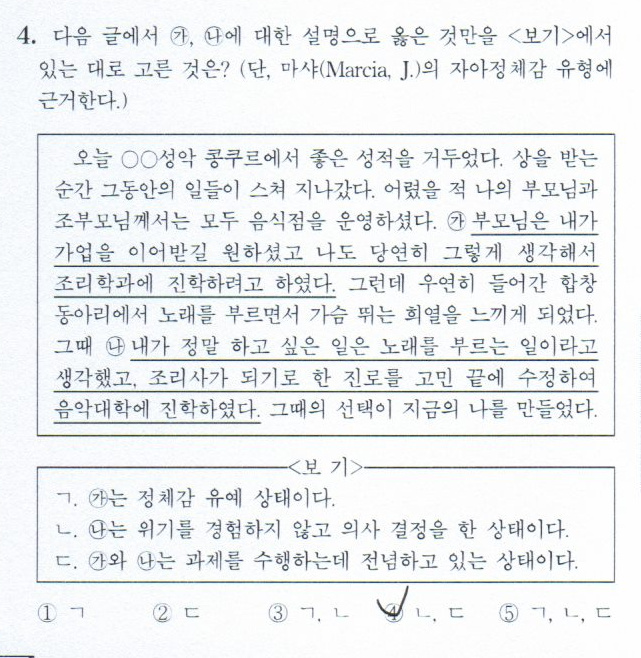 4. 다음 글에서 ㉮, ㉯에 대한 설명으로 옳은 것만을 <보기>에서
있는 대로 고른 것은? (단, 마샤(Marcia, J.)의 자아정체감 유형에
근거한다.)
오늘 ○○성악 콩쿠르에서 좋은 성적을 거두었다. 상을 받는
순간 그동안의 일들이 스쳐 지나갔다. 어렸을 적 나의 부모님과
조부모님께서는 모두 음식점을 운영하셨다. ㉮ 부모님은 내가
가업을 이어받길 원하셨고 나도 당연히 그렇게 생각해서
조리학과에 진학하려고 하였다. 그런데 우연히 들어간 합창
동아리에서 노래를 부르면서 가슴 뛰는 희열을 느끼게 되었다.
그때 ㉯ 내가 정말 하고 싶은 일은 노래를 부르는 일이라고
생각했고, 조리사가 되기로 한 진로를 고민 끝에 수정하여
음악대학에 진학하였다. 그때의 선택이 지금의 나를 만들었다.
<보 기>
ㄱ. ㉮는 정체감 유예 상태이다.
ㄴ. ㉯는 위기를 경험하지 않고 의사 결정을 한 상태이다.
ㄷ. ㉮와 ㉯는 과제를 수행하는데 전념하고 있는 상태이다.
① ㄱ ② ㄷ ③ ㄱ, ㄴ ④ ㄴ, ㄷ ⑤ ㄱ, ㄴ, ㄷ